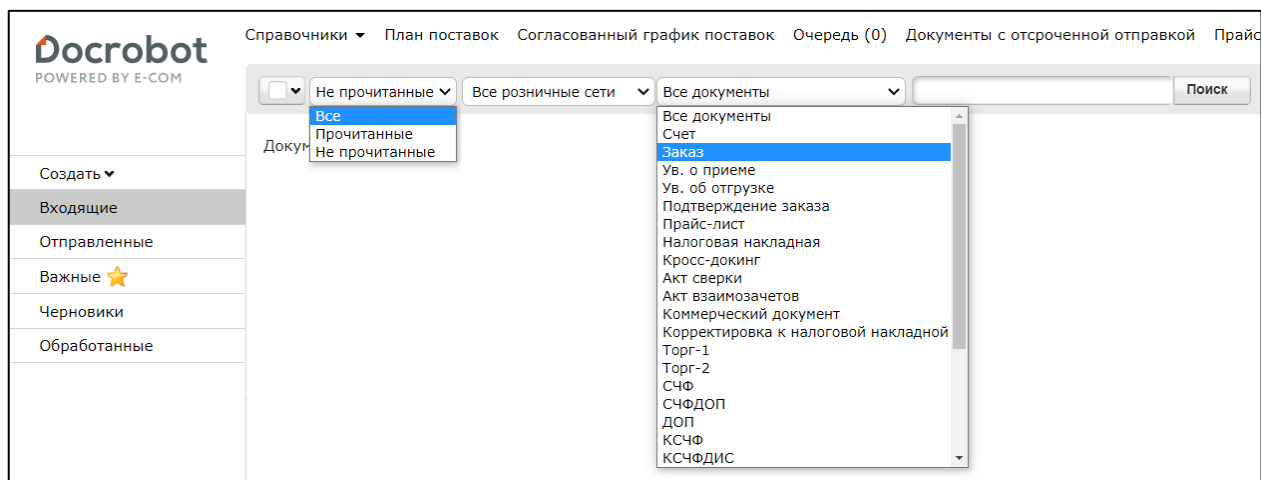 Docrobot
POWERED BY E-COM
Справочники План поставок Согласованный график поставок Очередь (0) Документы с отсроченной отправкой Прайс
Не прочитанные Все розничные сети Все документы Поиск
Все
Прочитанные
Не прочитанные
Докум
Все документы
Счет
Заказ
Ув. о приеме
Ув. об отгрузке
Подтверждение заказа
Прайс-лист
Налоговая накладная
Кросс-докинг
Акт сверки
Акт взаимозачетов
Коммерческий документ
Корректировка к налоговой накладной
Торг-1
Торг-2
СЧФ
СЧФДОП
ДОП
КСЧФ
КСЧФДИС
Создать
Входящие
Отправленные
Важные
Черновики
Обработанные